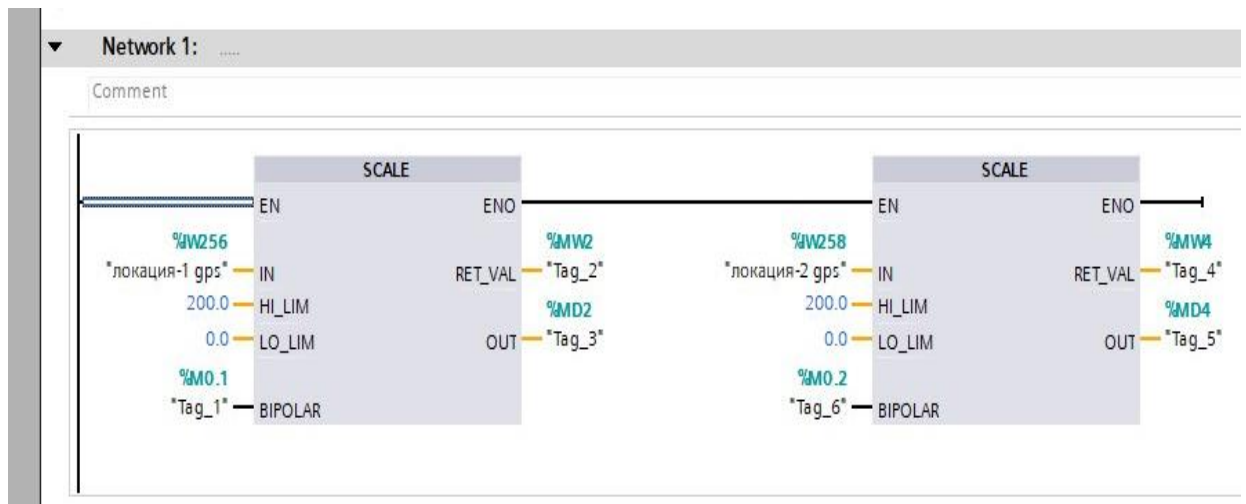 Network 1: .....
Comment
SCALE
EN ENO
%IW256 %MW2
"локация-1 gps" IN RET_VAL "Tag_2"
200.0 HI_LIM %MD2
0.0 LO_LIM OUT "Tag_3"
%M0.1
"Tag_1" BIPOLAR
SCALE
EN ENO
%IW258 %MW4
"локация-2 gps" IN RET_VAL "Tag_4"
200.0 HI_LIM %MD4
0.0 LO_LIM OUT "Tag_5"
%M0.2
"Tag_6" BIPOLAR